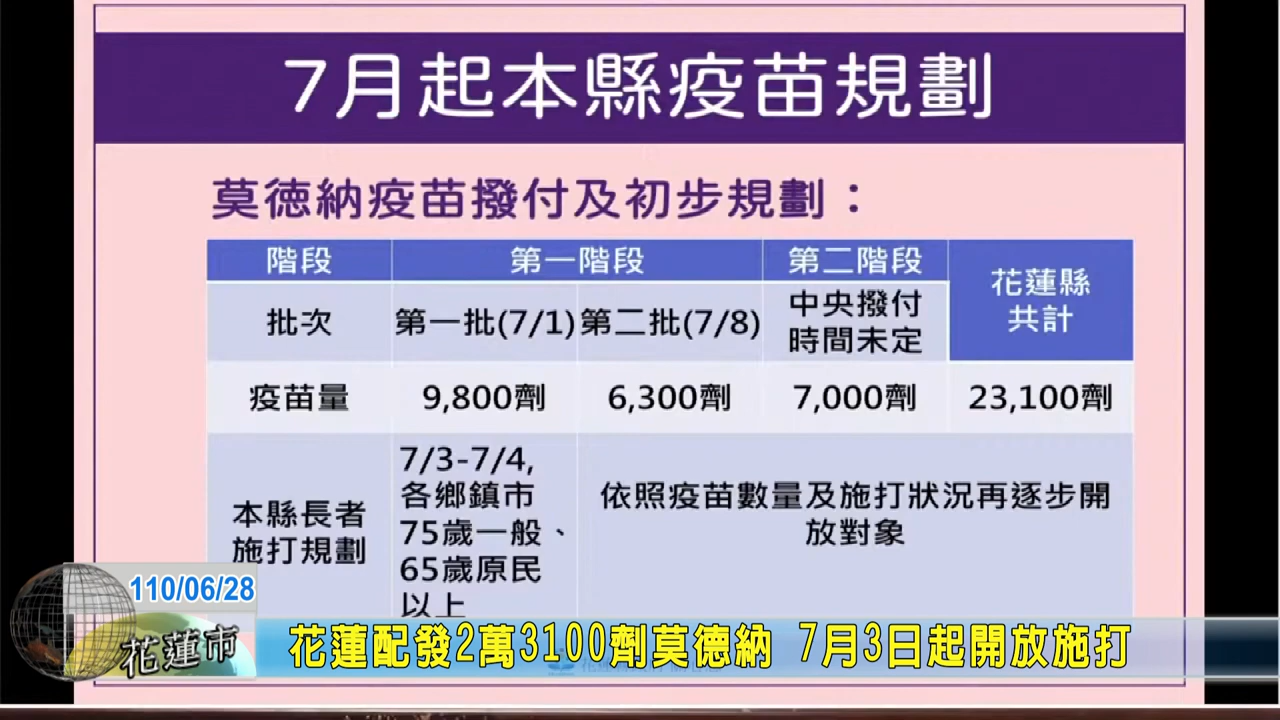 7月起本縣疫苗規劃
莫德納疫苗撥付及初步規劃：
階段 第一階段 第二階段 花蓮縣
共計
批次 第一批(7/1) 第二批(7/8) 中央撥付
時間未定
疫苗量 9,800劑 6,300劑 7,000劑 23,100劑
本縣長者
施打規劃
7/3-7/4,
各鄉鎮市
75歲一般、
65歲原民
以上
依照疫苗數量及施打狀況再逐步開
放對象
110/06/28
花蓮市
花蓮配發2萬3100劑莫德納 7月3日起開放施打